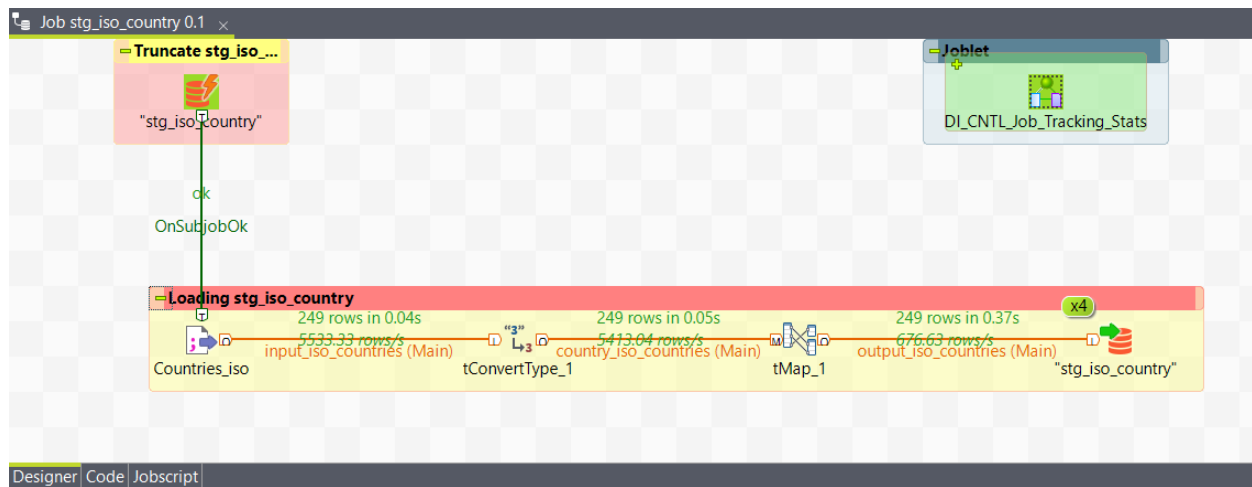 Job stg_iso_country 0.1
Truncate stg_iso_...
Joblet
"stg_iso_country"
DI_CNTL_Job_Tracking_Stats
ok
OnSubjobOk
Loading stg_iso_country
x4
249 rows in 0.04s
249 rows in 0.05s
249 rows in 0.37s
5533.33 rows/s
"3"
5413.04 rows/s
676.63 rows/s
input_iso_countries (Main)
country_iso_countries (Main)
output_iso_countries (Main)
Countries_iso
tConvertType_1
tMap_1
"stg_iso_country"
Designer Code Jobscript